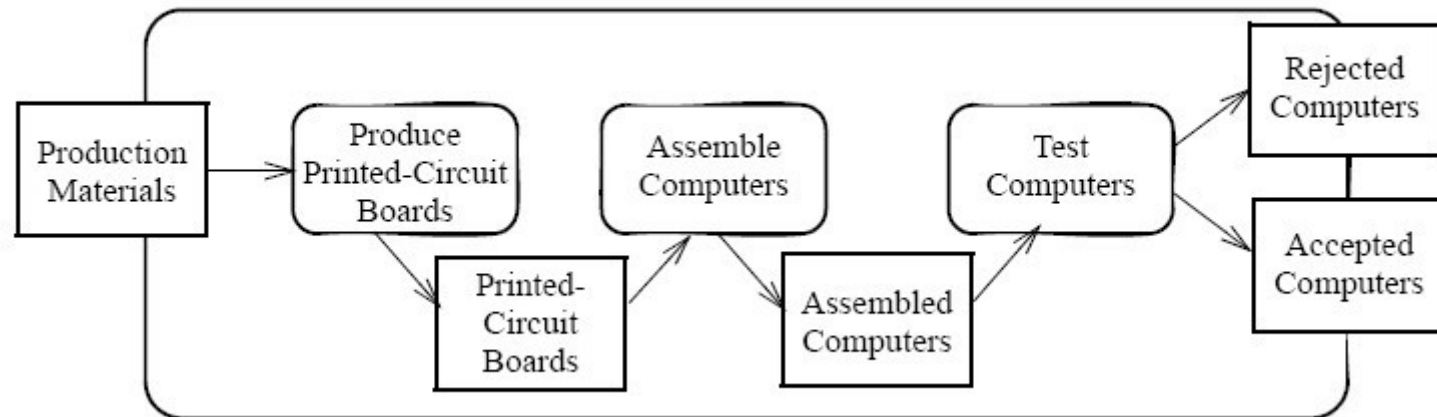 Production
Materials
Produce
Printed-Circuit
Boards
Printed-
Circuit
Boards
Assemble
Computers
Assembled
Computers
Test
Computers
Rejected
Computers
Accepted
Computers